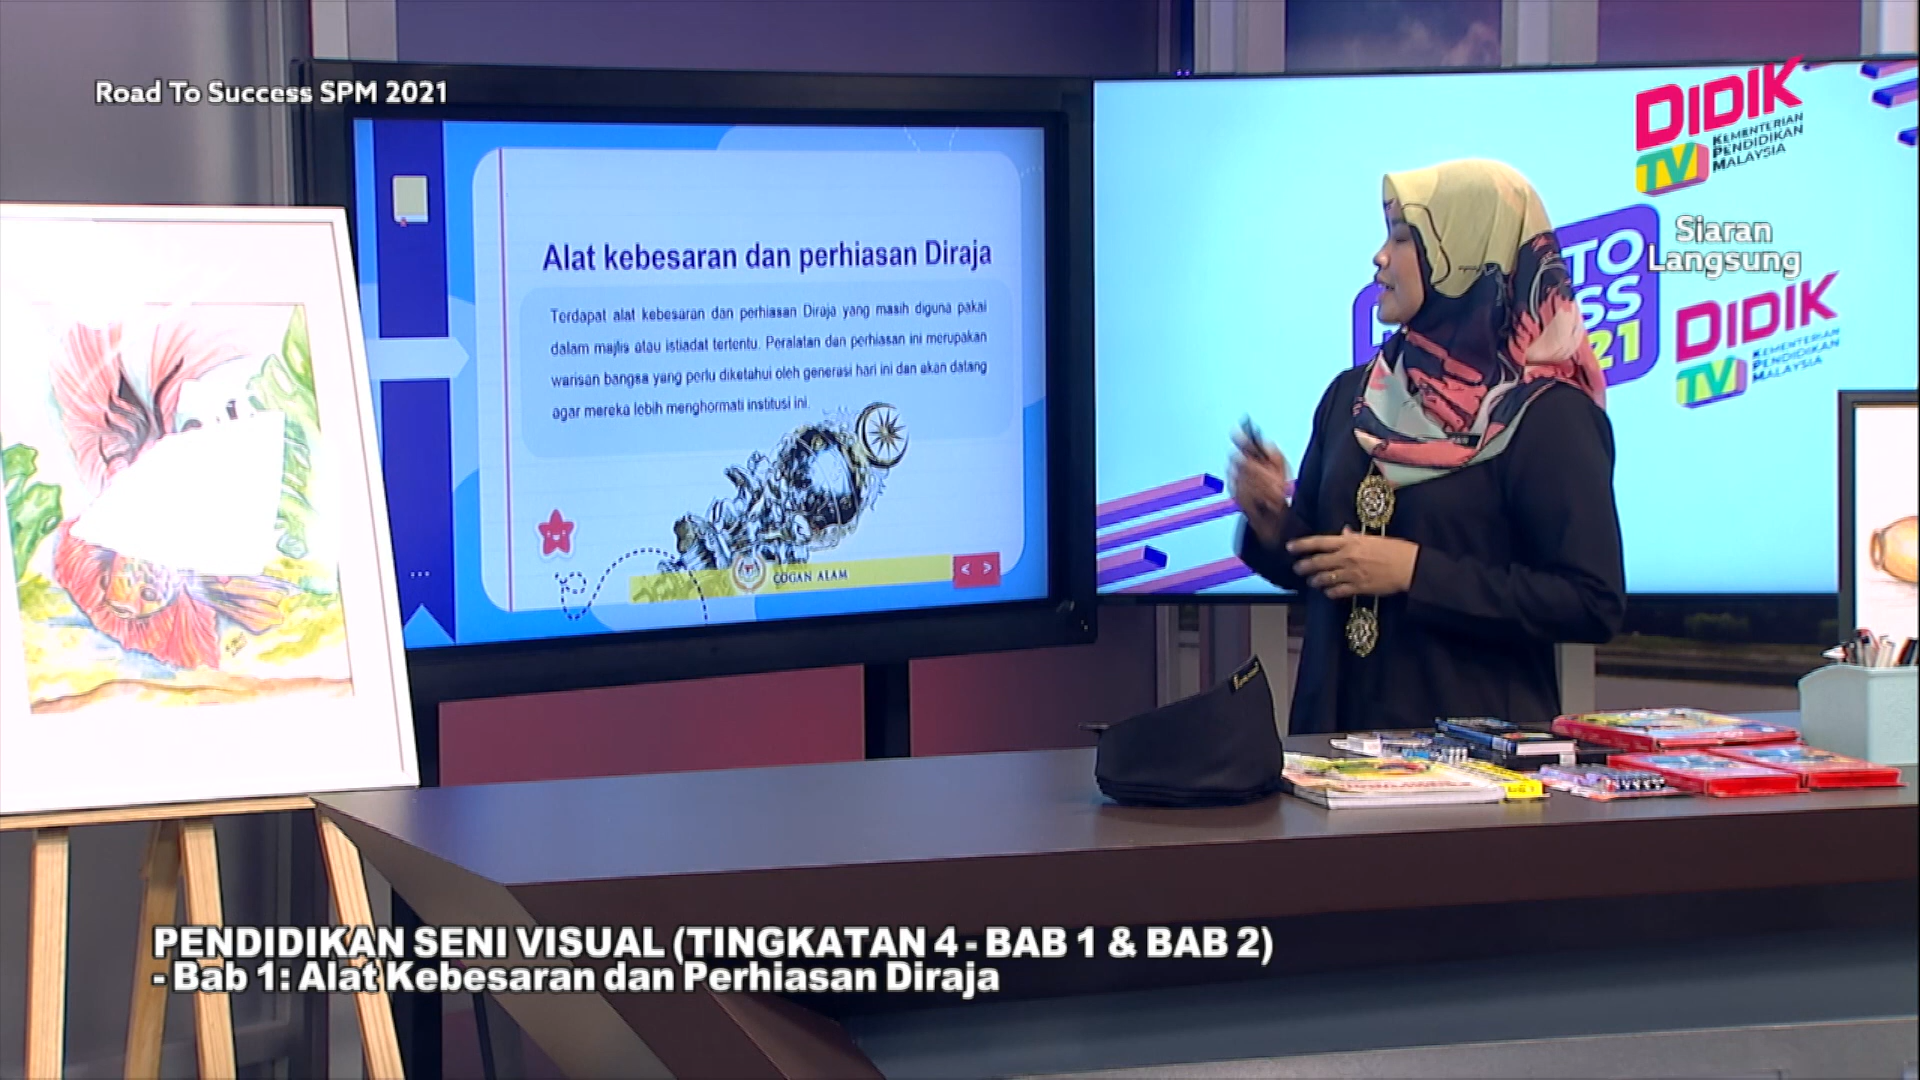 Road To Success SPM 2021
Alat kebesaran dan perhiasan Diraja
Terdapat alat kebesaran dan perhiasan Diraja yang masih diguna pakai
dalam majlis atau istiadat tertentu. Peralatan dan perhiasan ini merupakan
warisan bangsa yang perlu diketahui oleh generasi hari ini dan akan datang
agar mereka lebih menghormati institusi ini.
COGAN ALAM
DIDIK
TV
KEMENTERIAN
PENDIDIKAN
MALAYSIA
Siaran
Langsung
TO
SS
21
DIDIK
TV
KEMENTERIAN
PENDIDIKAN
MALAYSIA
PENDIDIKAN SENI VISUAL (TINGKATAN 4 - BAB 1 & BAB 2)
- Bab 1: Alat Kebesaran dan Perhiasan Diraja